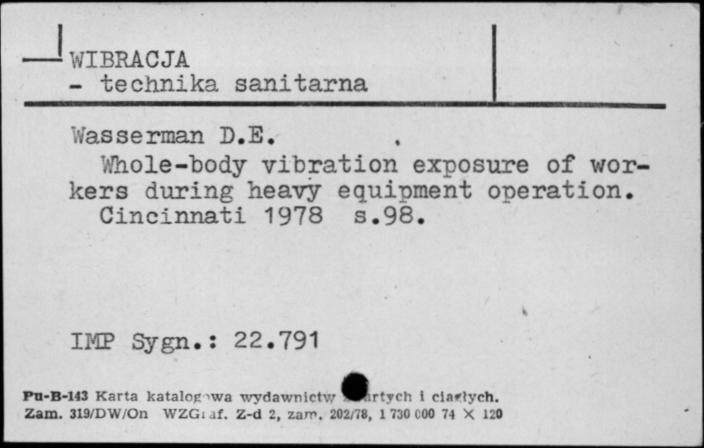 WIBRACJA
- technika sanitarna
Wasserman D.E.
Whole-body vibration exposure of wor-
kers during heavy equipment operation.
Cincinnati 1978 s.98.
IMP Sygn.: 22.791
Pu-B-143 Karta katalogowa wydawnictw i ciągłych.
Zam. 319/DW/On WZGraf. Z-d 2, zam. 202/78, 1 730 000 74 × 120